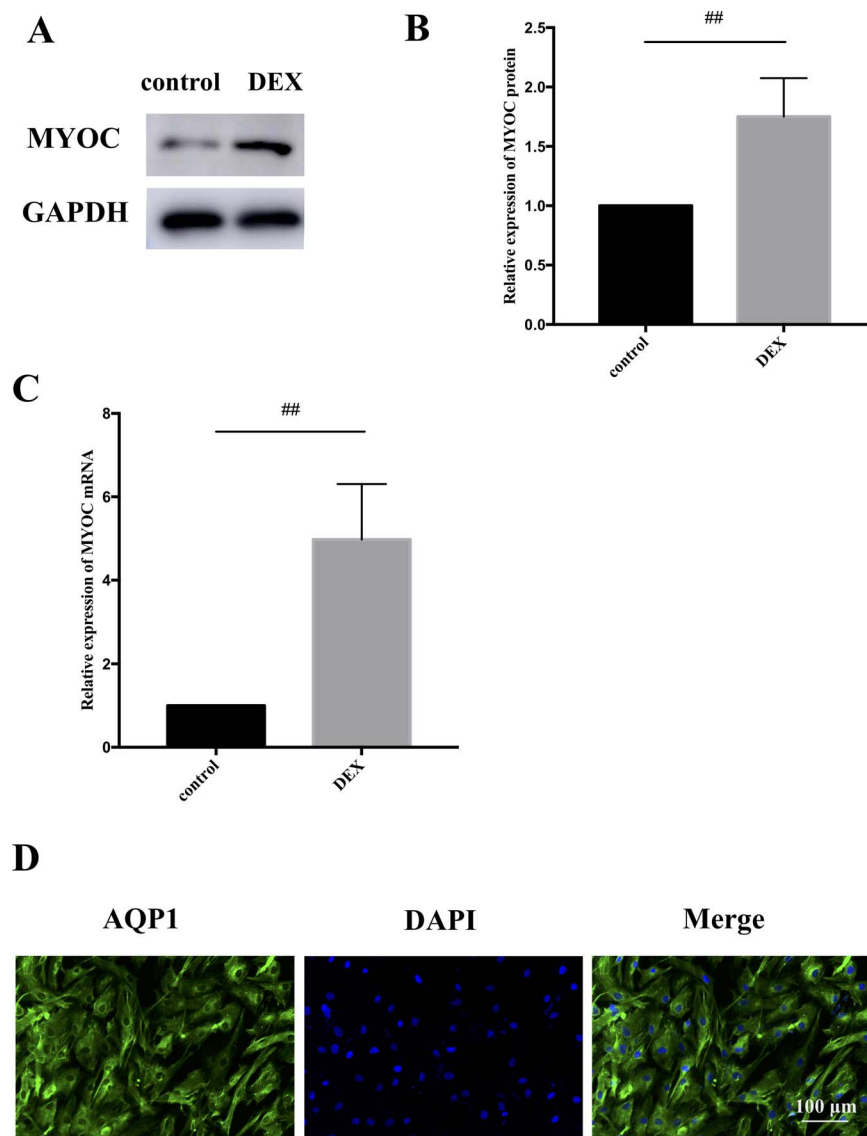 A
control DEX
MYOC
GAPDH
B
##
Relative expression of MYOC protein
2.5
2.0
1.5
1.0
0.5
0.0
control
DEX
C
##
Relative expression of MYOC mRNA
8
6
4
2
0
control
DEX
D
AQP1 DAPI Merge
100 μm